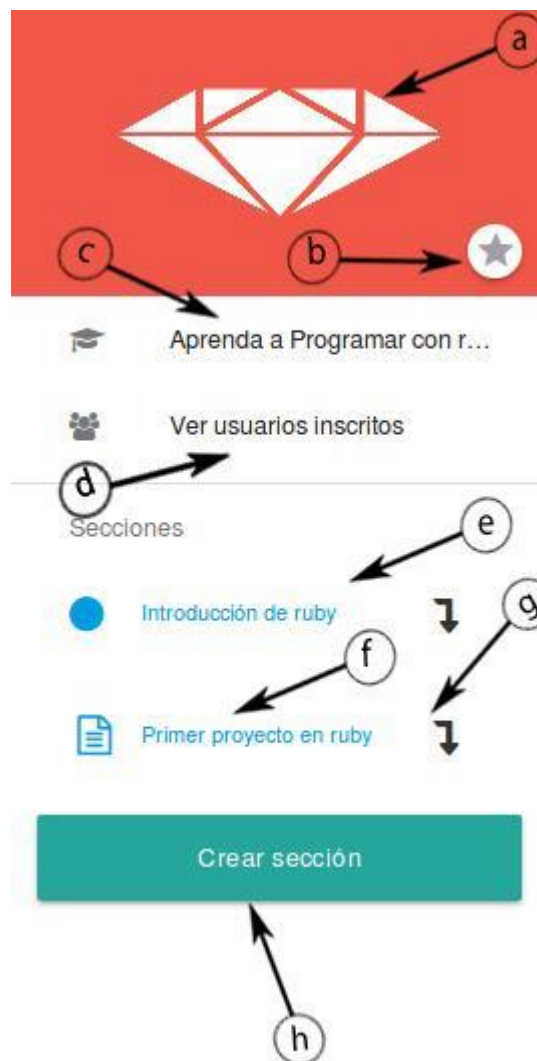 a
c
b
Aprenda a Programar con r...
Ver usuarios inscritos
d
Secciones
e
Introducción de ruby
g
f
Primer proyecto en ruby
Crear sección
h